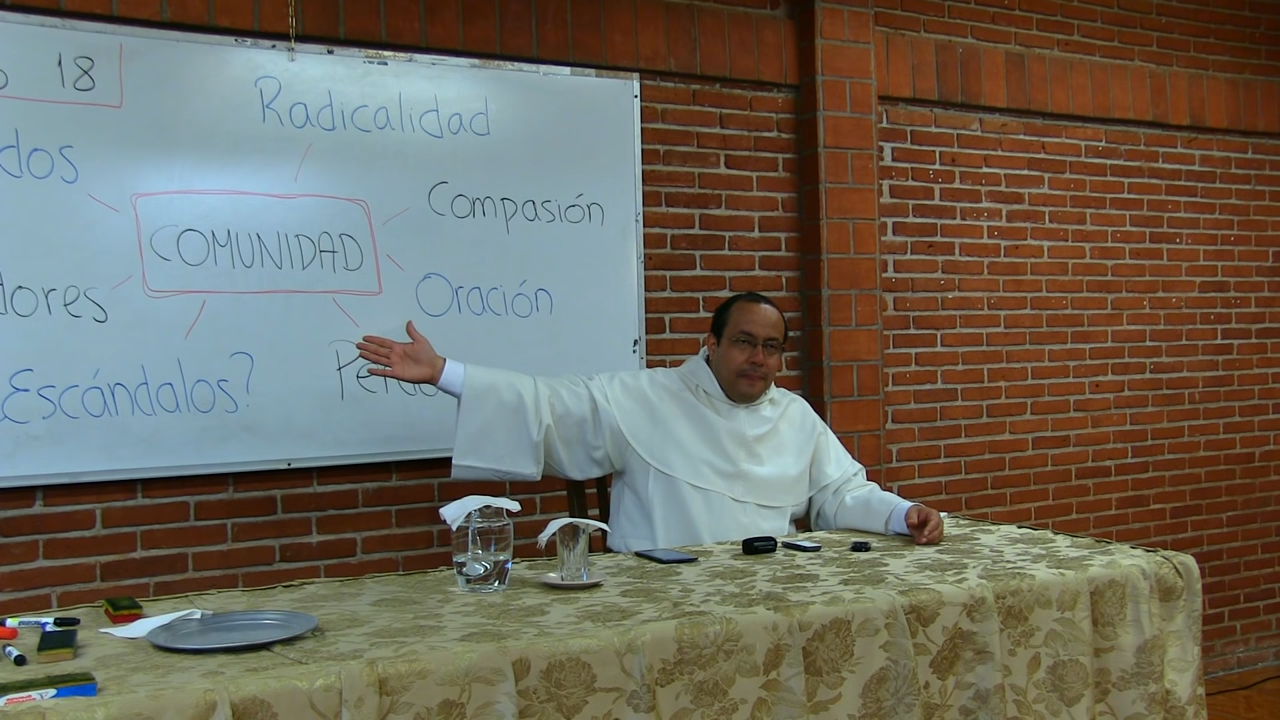 18
Radicalidad
dos
Compasión
COMUNIDAD
Oración
dores
¿Escándalos?